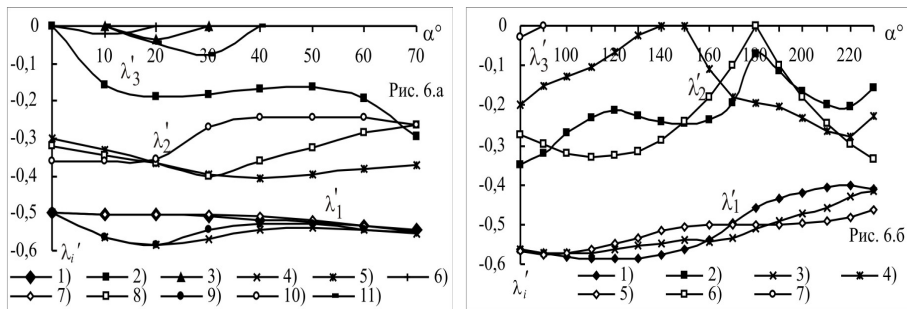 0 10 20 30 40 50 60 70 α°
0
-0,1
-0,2
-0,3
-0,4
-0,5
-0,6
λ'₃
Рис. 6.а
λ'₂
λ'₁
λᵢ'
1) 2) 3) 4) 5) 6)
7) 8) 9) 10) 11)
0 100 120 140 160 180 200 220 α°
-0,1
-0,2
-0,3
-0,4
-0,5
-0,6
λ'₃
λ'₂
λ'₁
Рис. 6.б
λᵢ'
1) 2) 3) 4)
5) 6) 7)